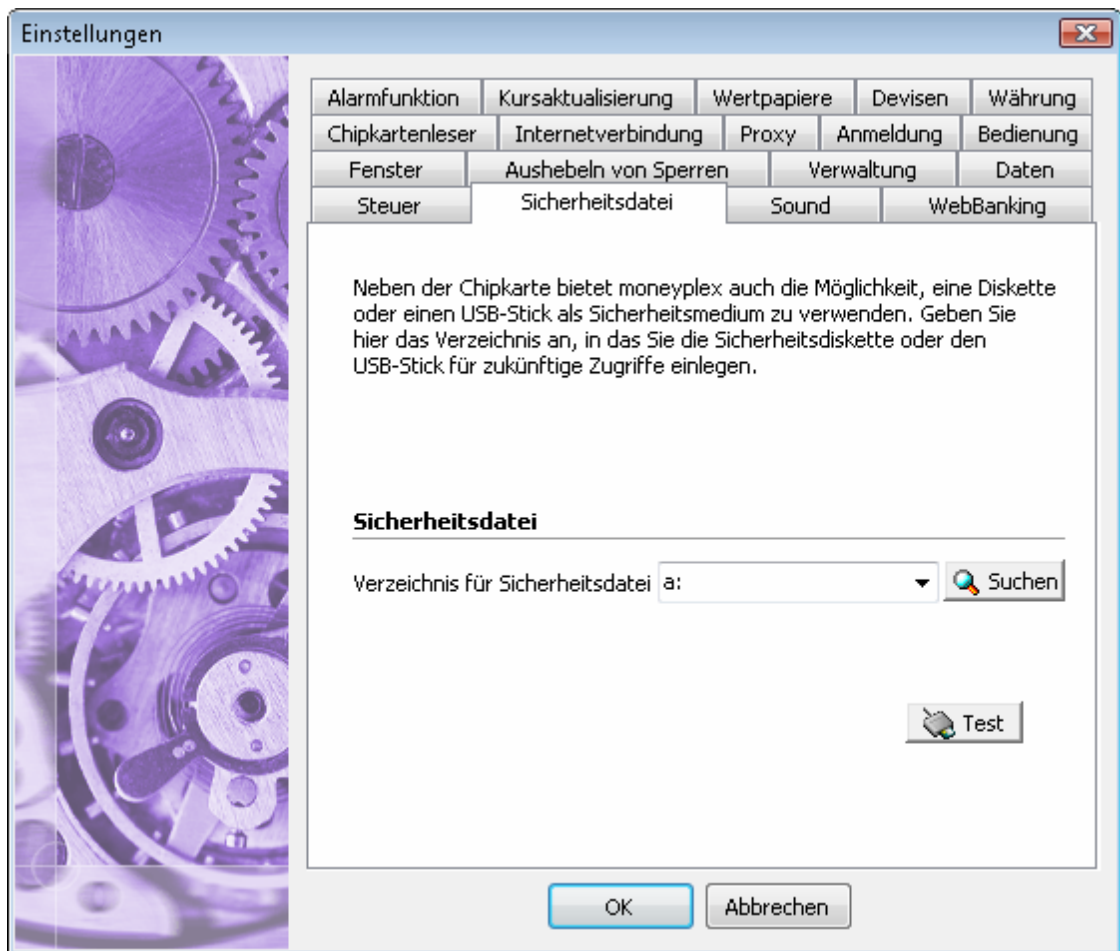 Einstellungen
Alarmfunktion Kursaktualisierung Wertpapiere Devisen Währung
Chipkartenleser Internetverbindung Proxy Anmeldung Bedienung
Fenster Aushebeln von Sperren Verwaltung Daten
Steuer Sicherheitsdatei Sound WebBanking
Neben der Chipkarte bietet moneyplex auch die Möglichkeit, eine Diskette
oder einen USB-Stick als Sicherheitsmedium zu verwenden. Geben Sie
hier das Verzeichnis an, in das Sie die Sicherheitsdiskette oder den
USB-Stick für zukünftige Zugriffe einlegen.
Sicherheitsdatei
Verzeichnis für Sicherheitsdatei a: Suchen
Test
OK Abbrechen